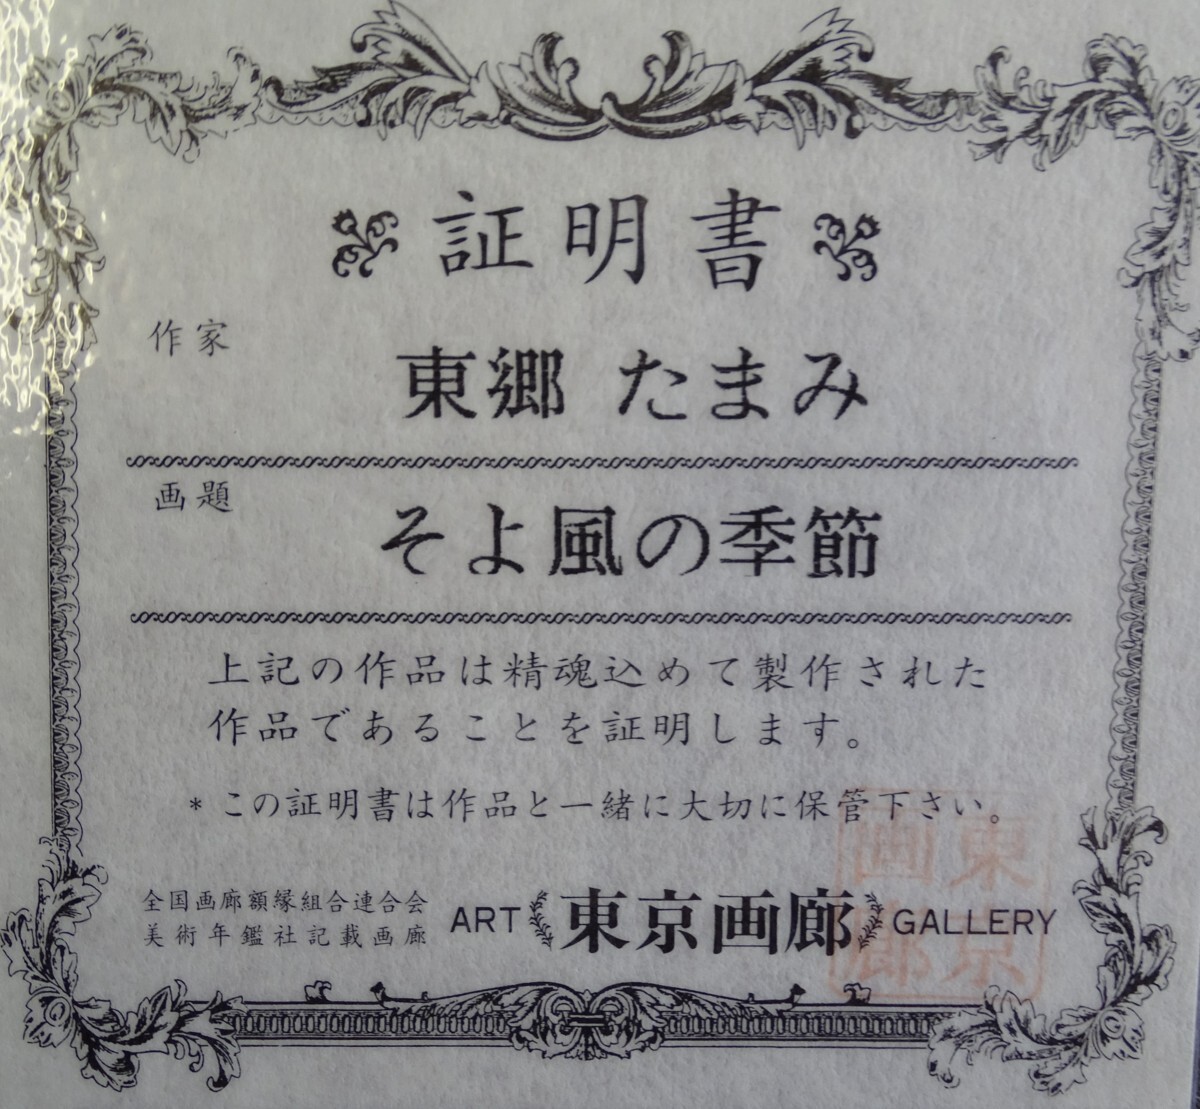 証明書
作家
東郷 たまみ
画題
そよ風の季節
上記の作品は精魂込めて製作された
作品であることを証明します。
* この証明書は作品と一緒に大切に保管下さい。
全国画廊額縁組合連合会
美術年鑑社記載画廊
ART 東京画廊 GALLERY
東京
画廊